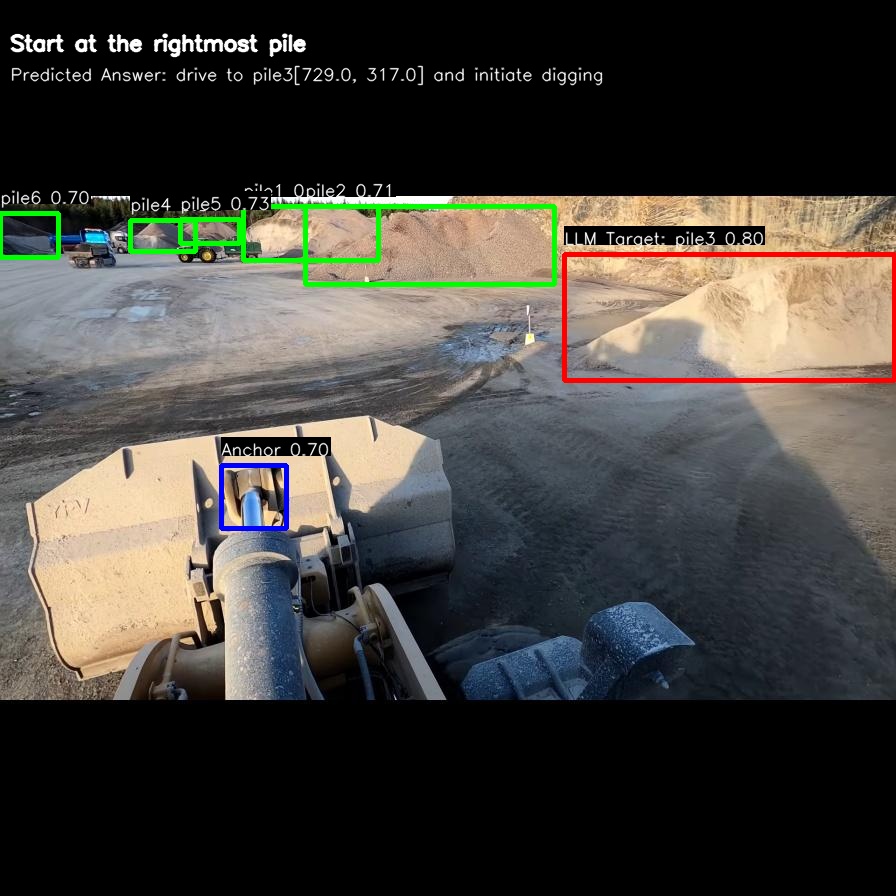 Start at the rightmost pile
Predicted Answer: drive to pile3[729.0, 317.0] and initiate digging
pile6 0.70
pile4 pile5 0.73
pile1 0pile2 0.71
LLM Target: pile3 0.80
Anchor 0.70